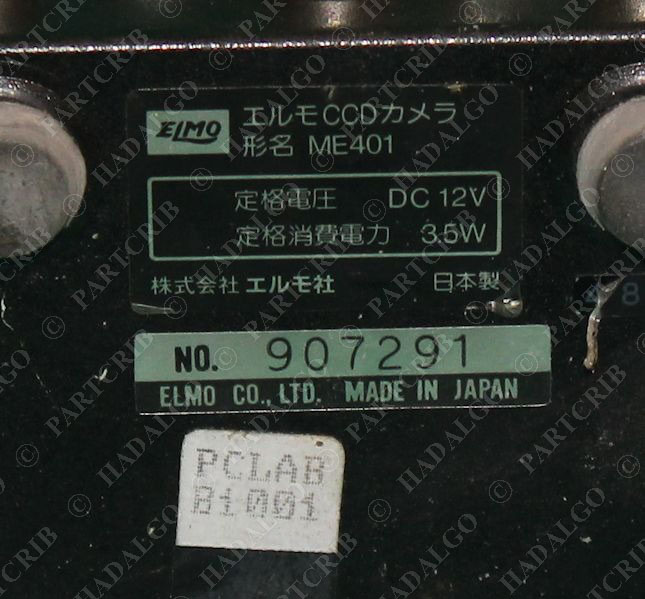 ELMO エルモCCDカメラ
形名 ME401
定格電圧 DC 12V
定格消費電力 3.5W
株式会社 エルモ社 日本製
NO. 907291
ELMO CO., LTD. MADE IN JAPAN
PCLAB
B1001
© PARTCRIB
© HADALGO